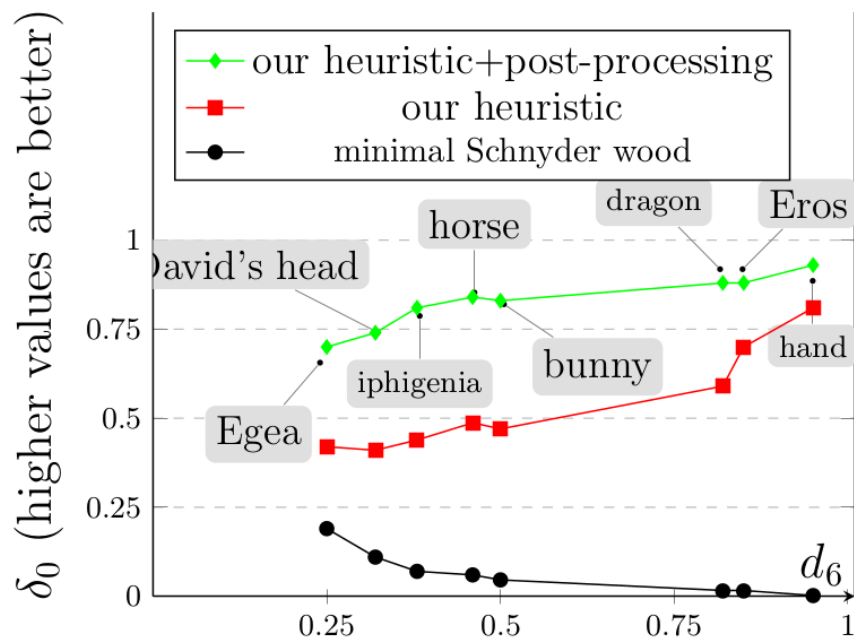 δ0 (higher values are better)
our heuristic+post-processing
our heuristic
minimal Schnyder wood
dragon
Eros
horse
David's head
1
0.75
hand
bunny
iphigenia
Egea
0.5
0.25
d6
0
0.25
0.5
0.75
1